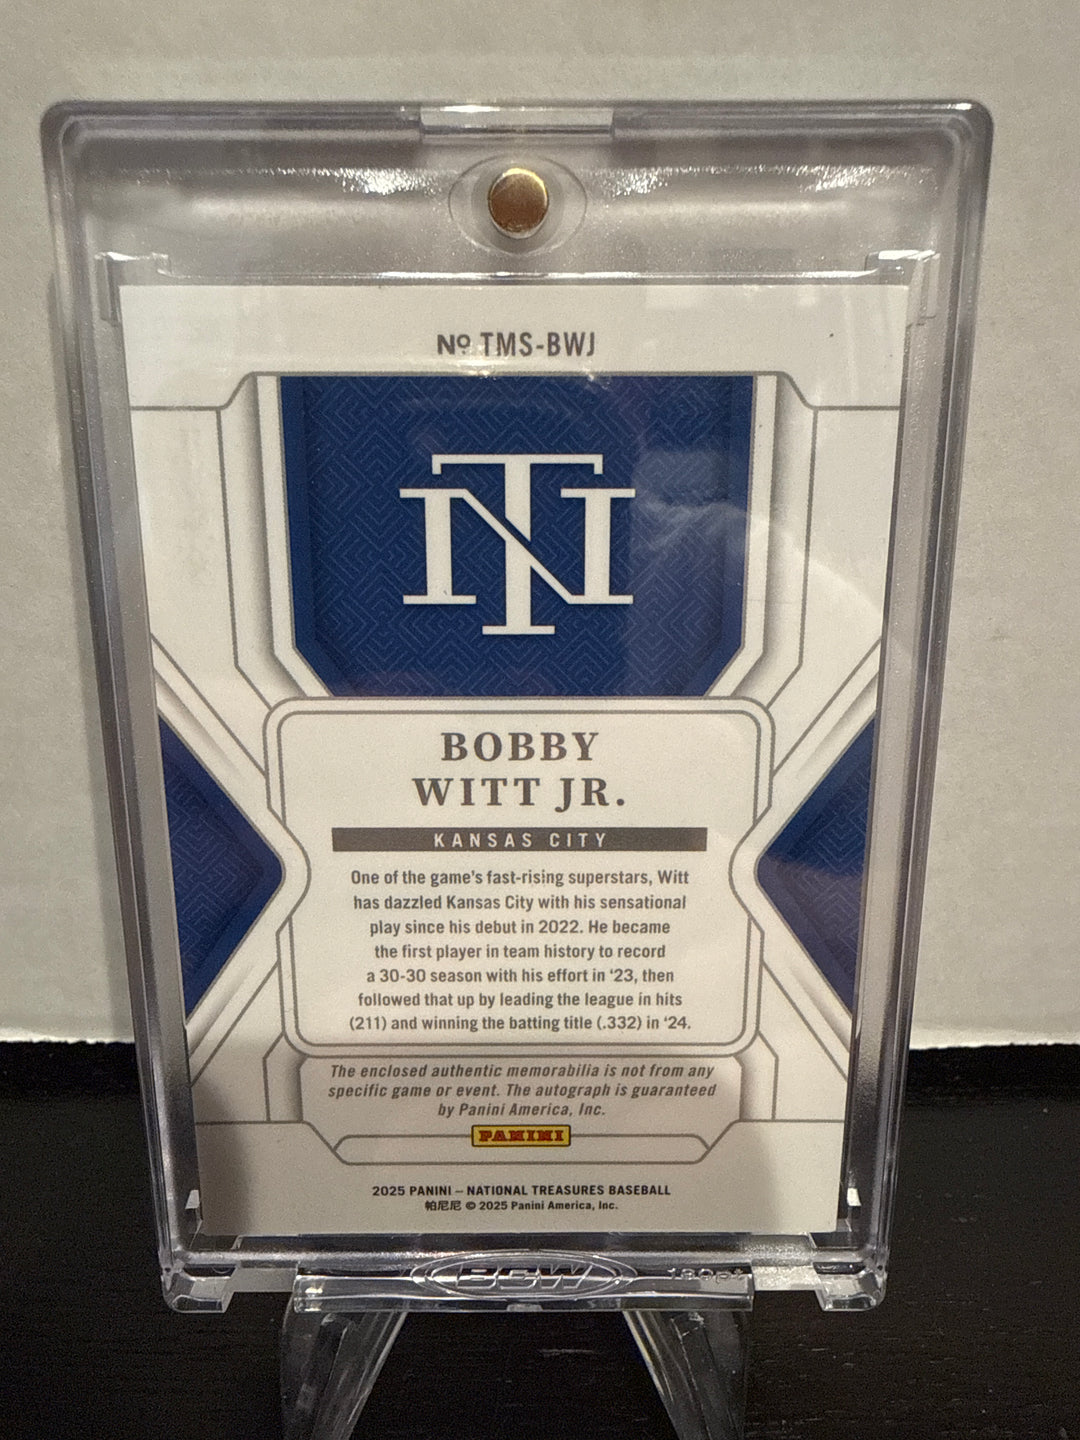 Nº TMS-BWJ
NT
BOBBY
WITT JR.
KANSAS CITY
One of the game's fast-rising superstars, Witt
has dazzled Kansas City with his sensational
play since his debut in 2022. He became
the first player in team history to record
a 30-30 season with his effort in '23, then
followed that up by leading the league in hits
(211) and winning the batting title (.332) in '24.
The enclosed authentic memorabilia is not from any
specific game or event. The autograph is guaranteed
by Panini America, Inc.
PANINI
2025 PANINI – NATIONAL TREASURES BASEBALL
帕尼尼 © 2025 Panini America, Inc.
BCW